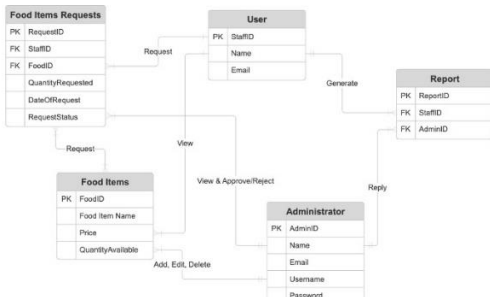 Food Items Requests
PK RequestID
FK StaffID
FK FoodID
QuantityRequested
DateOfRequest
RequestStatus
User
PK StaffID
Name
Email
Request
Generate
Report
PK ReportID
FK StaffID
FK AdminID
Request
View
View & Approve/Reject
Reply
Food Items
PK FoodID
Food Item Name
Price
QuantityAvailable
Add, Edit, Delete
Administrator
PK AdminID
Name
Email
Username
Password